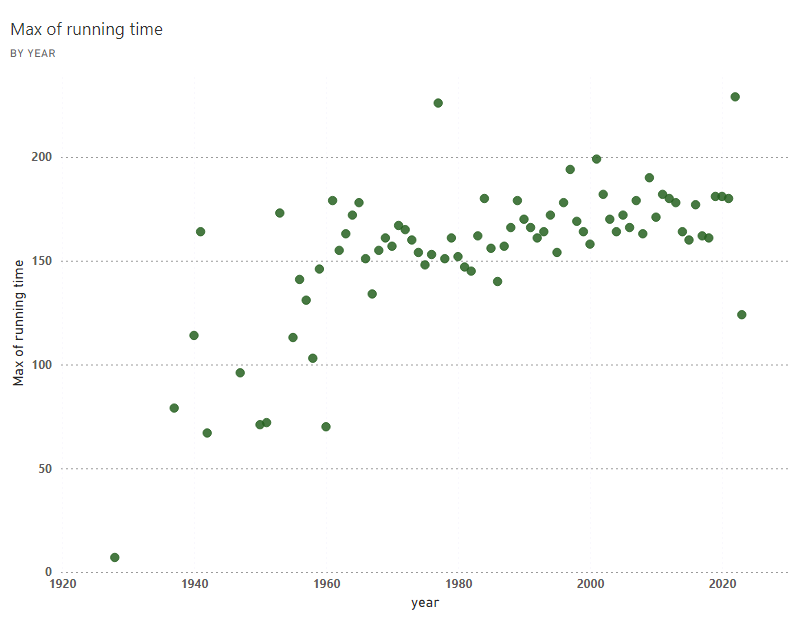 Max of running time
BY YEAR
200
150
100
50
0
Max of running time
1920 1940 1960 1980 2000 2020
year